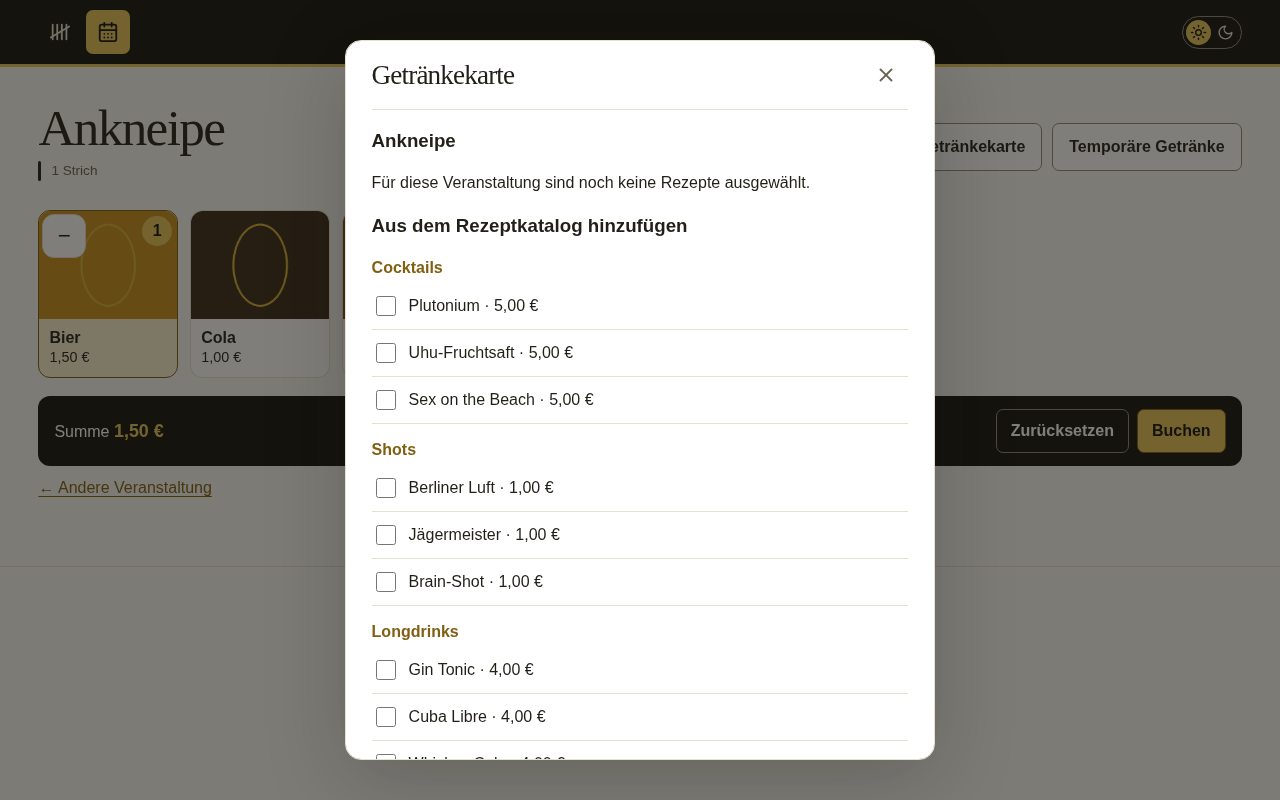 Getränkekarte
Ankneipe
1 Strich
etränkekarte
Temporäre Getränke
1
Bier
1,50 €
Cola
1,00 €
Summe 1,50 €
Zurücksetzen
Buchen
← Andere Veranstaltung
Ankneipe
Für diese Veranstaltung sind noch keine Rezepte ausgewählt.
Aus dem Rezeptkatalog hinzufügen
Cocktails
Plutonium · 5,00 €
Uhu-Fruchtsaft · 5,00 €
Sex on the Beach · 5,00 €
Shots
Berliner Luft · 1,00 €
Jägermeister · 1,00 €
Brain-Shot · 1,00 €
Longdrinks
Gin Tonic · 4,00 €
Cuba Libre · 4,00 €